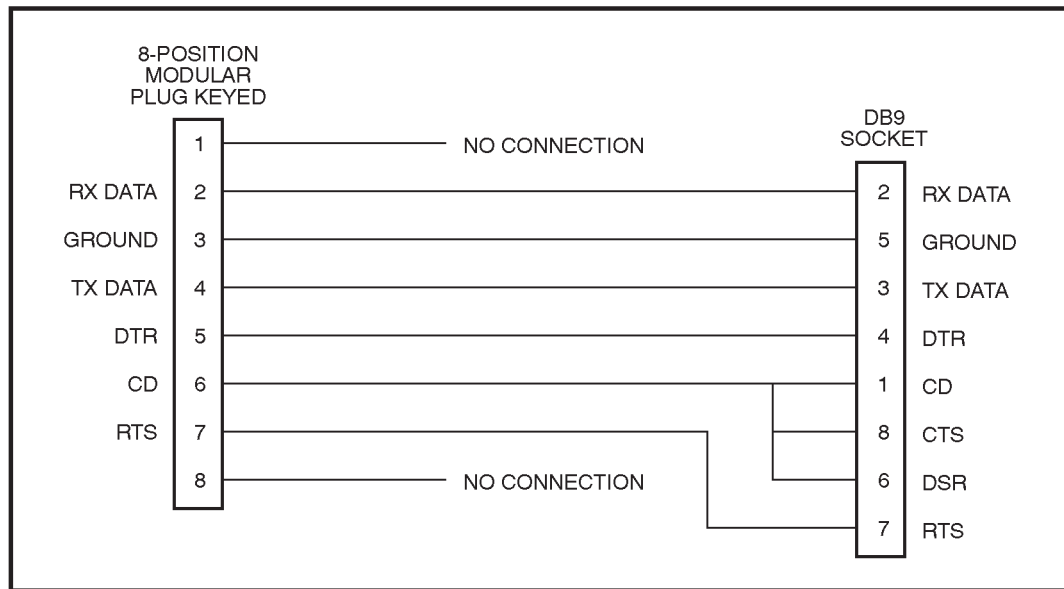 8-POSITION
MODULAR
PLUG KEYED
DB9
SOCKET
1 NO CONNECTION
RX DATA 2 2 RX DATA
GROUND 3 5 GROUND
TX DATA 4 3 TX DATA
DTR 5 4 DTR
CD 6 1 CD
RTS 7 8 CTS
8 NO CONNECTION 6 DSR
7 RTS